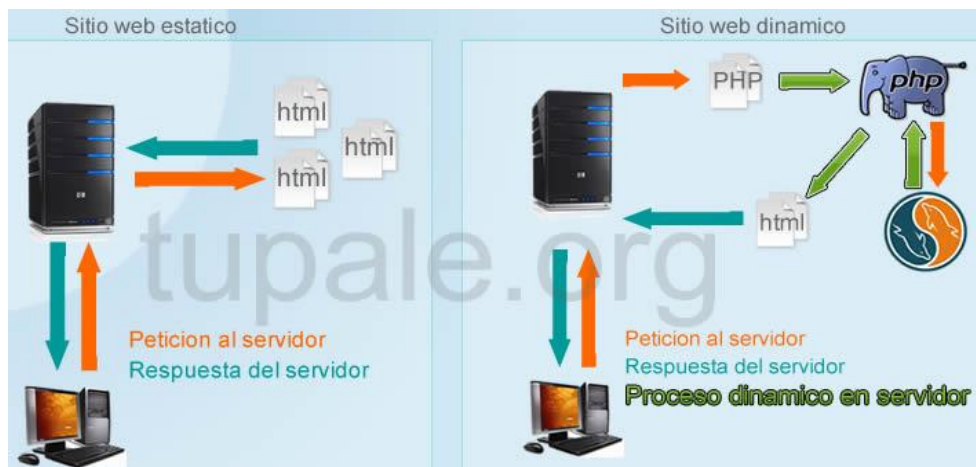 Sitio web estatico
html
html
html
Peticion al servidor
Respuesta del servidor
Sitio web dinamico
PHP
php
html
Peticion al servidor
Respuesta del servidor
Proceso dinamico en servidor
tupale.org